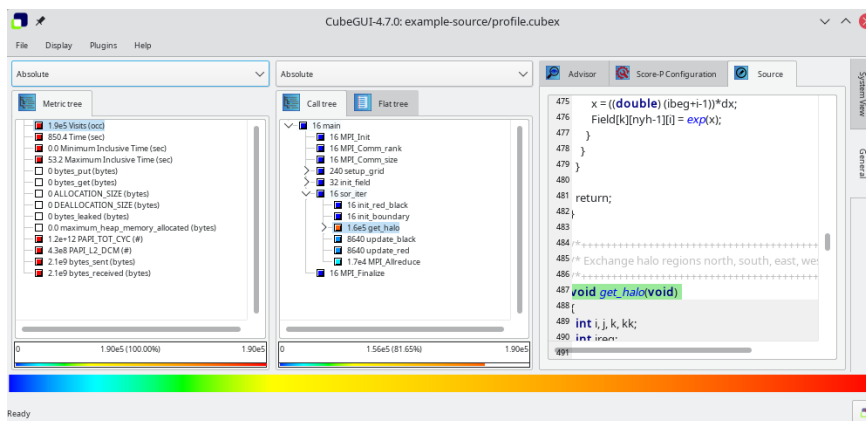 CubeGUI-4.7.0: example-source/profile.cubex
File Display Plugins Help
Absolute
Metric tree
1.9e5 Visits (occ)
850.4 Time (sec)
0.0 Minimum Inclusive Time (sec)
53.2 Maximum Inclusive Time (sec)
0 bytes_put (bytes)
0 bytes_get (bytes)
0 ALLOCATION_SIZE (bytes)
0 DEALLOCATION_SIZE (bytes)
0 bytes_leaked (bytes)
0.0 maximum_heap_memory_allocated (bytes)
1.2e+12 PAPI_TOT_CYC (#)
4.3e8 PAPI_L2_DCM (#)
2.1e9 bytes_sent (bytes)
2.1e9 bytes_received (bytes)
0 1.90e5 (100.00%) 1.90e5
Absolute
Call tree Flat tree
16 main
16 MPI_Init
16 MPI_Comm_rank
16 MPI_Comm_size
240 setup_grid
32 init_field
16 sor_iter
16 init_red_black
16 init_boundary
1.6e5 get_halo
8640 update_black
8640 update_red
1.7e4 MPI_Allreduce
16 MPI_Finalize
0 1.56e5 (81.65%) 1.90e5
Advisor Score-P Configuration Source
475 x = ((double) (ibeg+i-1))*dx;
476 Field[k][nyh-1][i] = exp(x);
477 }
478 }
479 }
480
481 return;
482 }
483
484 /*++++++++++++++++++++++++++++++++++++
485 /* Exchange halo regions north, south, east, wes
486 /*++++++++++++++++++++++++++++++++++++
487 void get_halo(void)
488 {
489 int i, j, k, kk;
490 int ireq;
491
System View
General
Ready